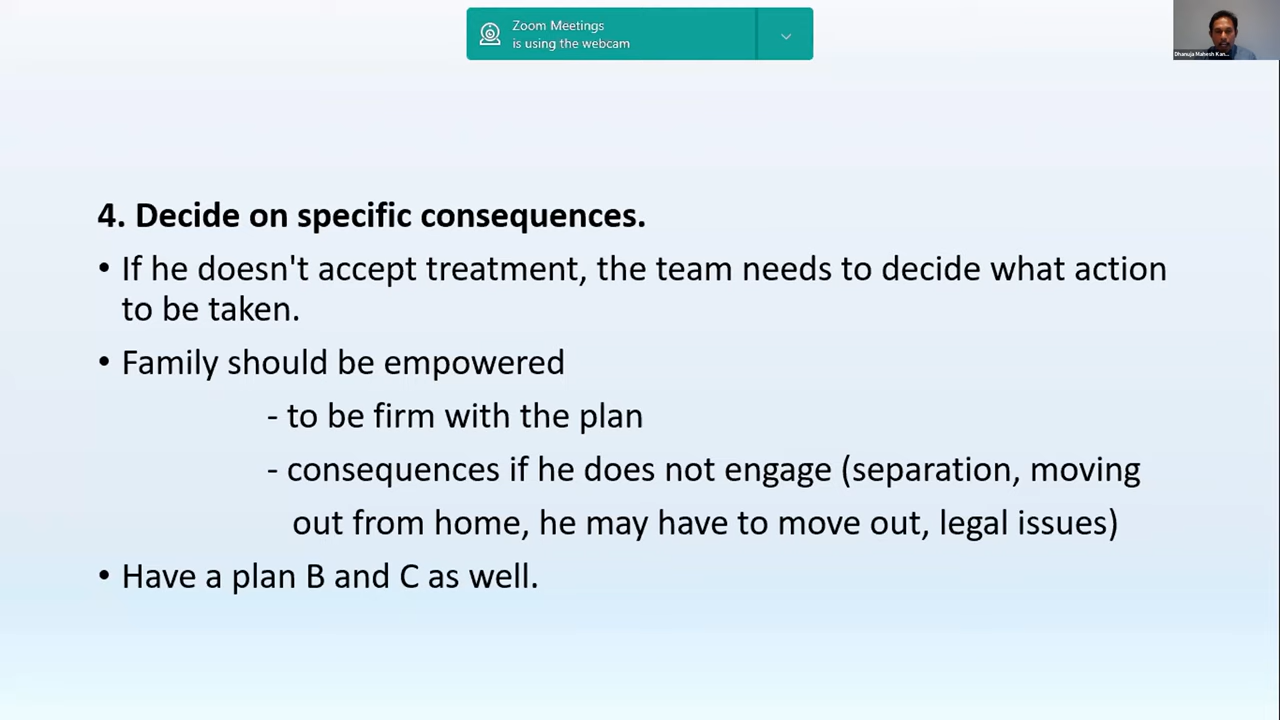 Zoom Meetings
is using the webcam
Dhanuja Mahesh Kan...
4. Decide on specific consequences.
• If he doesn't accept treatment, the team needs to decide what action
to be taken.
• Family should be empowered
- to be firm with the plan
- consequences if he does not engage (separation, moving
out from home, he may have to move out, legal issues)
• Have a plan B and C as well.